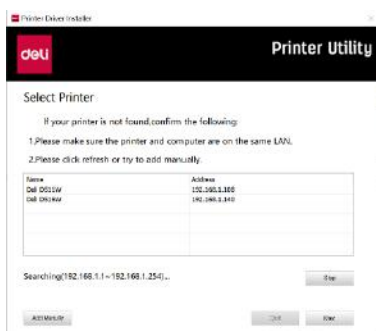 Printer Driver Installer
deli
Printer Utility
Select Printer
If your printer is not found,confirm the following:
1.Please make sure the printer and computer are on the same LAN.
2.Please click refresh or try to add manually.
Name Address
Deli 192.168.1.100
Deli 192.168.1.140
Searching(192.168.1.1~192.168.1.254)...
Stop
Add Manually